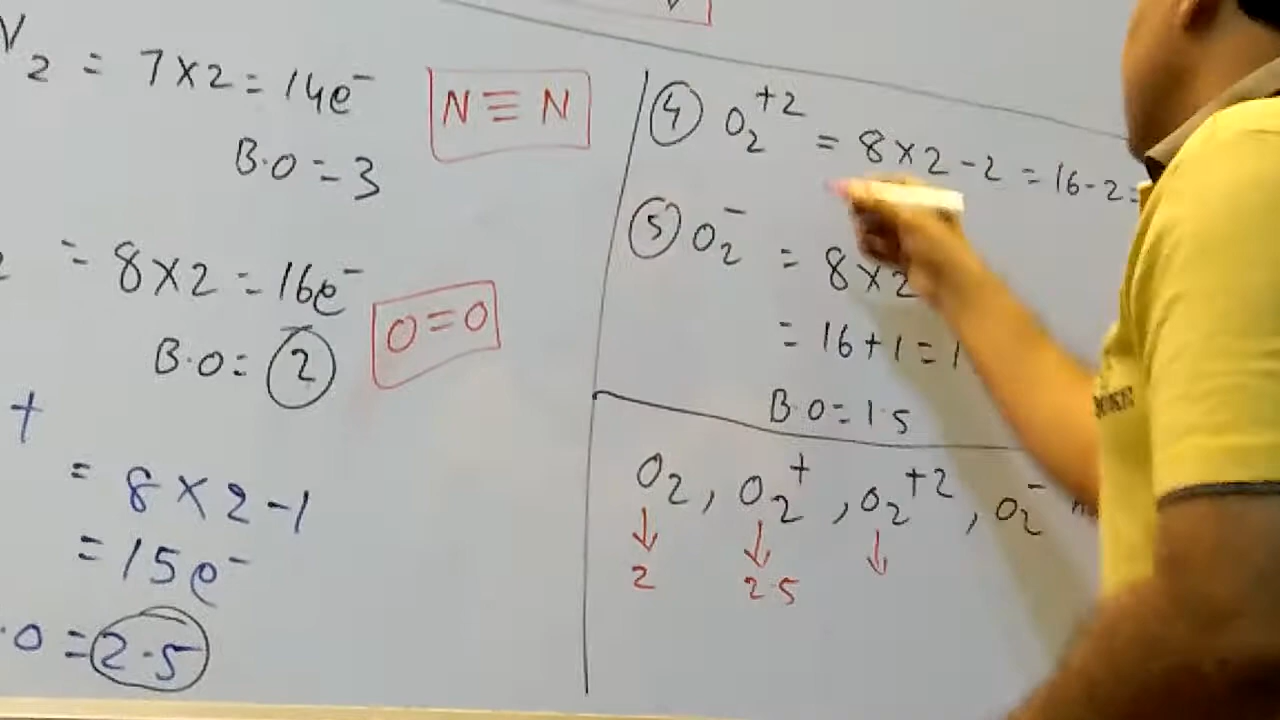 N₂ = 7×2 = 14e⁻
B.O = 3
N≡N
= 8×2 = 16e⁻
B.O = 2
O=O
+
= 8×2-1
= 15e⁻
.O = 2.5
④ O₂⁺² = 8×2-2 = 16-2 =
⑤ O₂⁻ = 8×2
= 16+1 = 1
B.O = 1.5
O₂, O₂⁺, O₂⁺², O₂⁻
↓ ↓ ↓
2 2.5